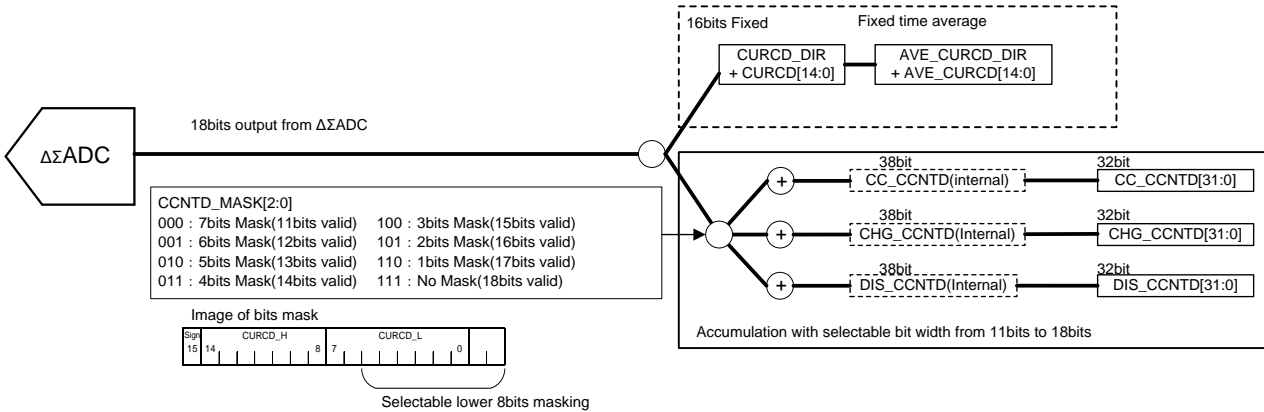 16bits Fixed
Fixed time average
CURCD_DIR
+ CURCD[14:0]
AVE_CURCD_DIR
+ AVE_CURCD[14:0]
18bits output from ΔΣADC
ΔΣADC
38bit
32bit
+
CC_CCNTD(internal)
CC_CCNTD[31:0]
CCNTD_MASK[2:0]
000 : 7bits Mask(11bits valid) 100 : 3bits Mask(15bits valid)
001 : 6bits Mask(12bits valid) 101 : 2bits Mask(16bits valid)
010 : 5bits Mask(13bits valid) 110 : 1bits Mask(17bits valid)
011 : 4bits Mask(14bits valid) 111 : No Mask(18bits valid)
38bit
32bit
+
CHG_CCNTD(Internal)
CHG_CCNTD[31:0]
38bit
32bit
+
DIS_CCNTD(Internal)
DIS_CCNTD[31:0]
Accumulation with selectable bit width from 11bits to 18bits
Image of bits mask
Sign CURCD_H CURCD_L
15 14 8 7 0
Selectable lower 8bits masking